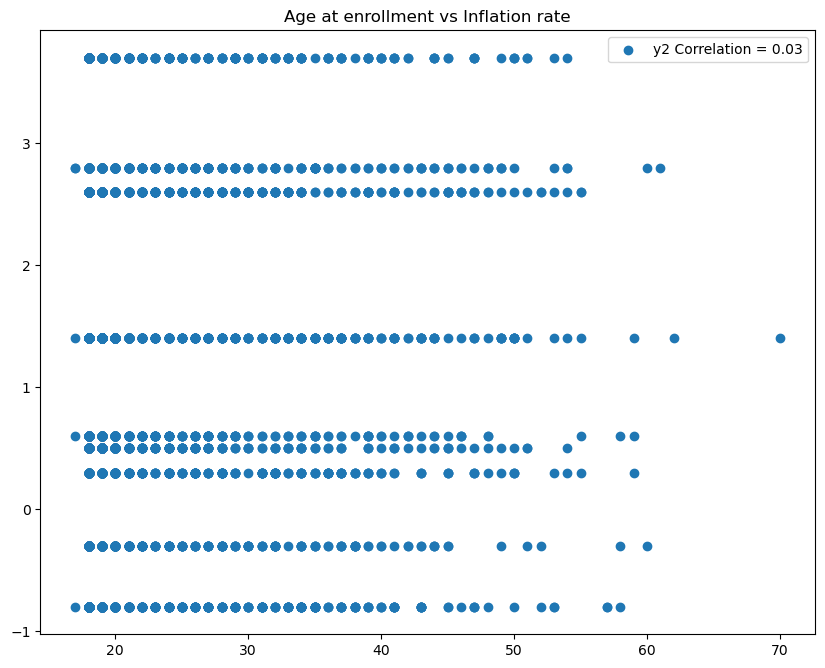 Age at enrollment vs Inflation rate
y2 Correlation = 0.03
3
2
1
0
−1
20 30 40 50 60 70